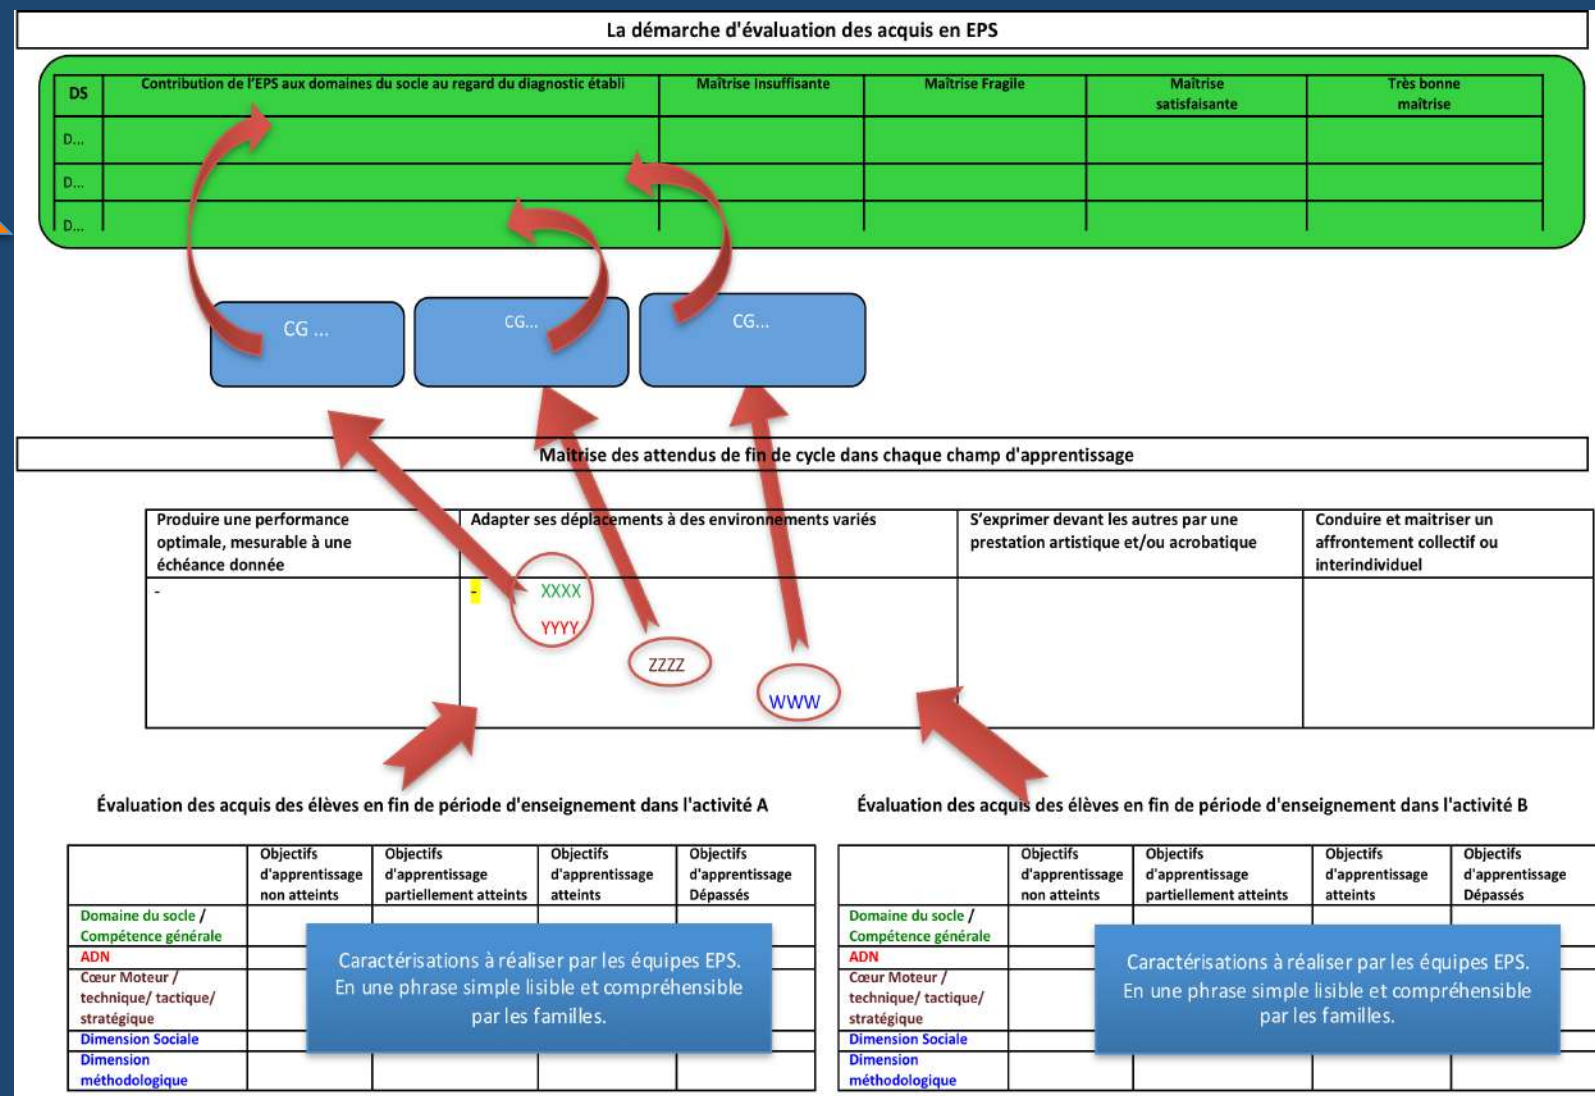 La démarche d'évaluation des acquis en EPS
DS
Contribution de l'EPS aux domaines du socle au regard du diagnostic établi
Maîtrise Insuffisante
Maîtrise Fragile
Maîtrise
satisfaisante
Très bonne
maîtrise
D...
D...
D...
CG ...
CG...
CG...
Maitrise des attendus de fin de cycle dans chaque champ d'apprentissage
Produire une performance
optimale, mesurable à une
échéance donnée
Adapter ses déplacements à des environnements variés
S'exprimer devant les autres par une
prestation artistique et/ou acrobatique
Conduire et maitriser un
affrontement collectif ou
interindividuel
-
- XXXX
YYYY
ZZZZ
WWW
Évaluation des acquis des élèves en fin de période d'enseignement dans l'activité A
Objectifs
d'apprentissage
non atteints
Objectifs
d'apprentissage
partiellement atteints
Objectifs
d'apprentissage
atteints
Objectifs
d'apprentissage
Dépassés
Domaine du socle /
Compétence générale
ADN
Cœur Moteur /
technique/ tactique/
stratégique
Dimension Sociale
Dimension
méthodologique
Caractérisations à réaliser par les équipes EPS.
En une phrase simple lisible et compréhensible
par les familles.
Évaluation des acquis des élèves en fin de période d'enseignement dans l'activité B
Objectifs
d'apprentissage
non atteints
Objectifs
d'apprentissage
partiellement atteints
Objectifs
d'apprentissage
atteints
Objectifs
d'apprentissage
Dépassés
Domaine du socle /
Compétence générale
ADN
Cœur Moteur /
technique/ tactique/
stratégique
Dimension Sociale
Dimension
méthodologique
Caractérisations à réaliser par les équipes EPS.
En une phrase simple lisible et compréhensible
par les familles.